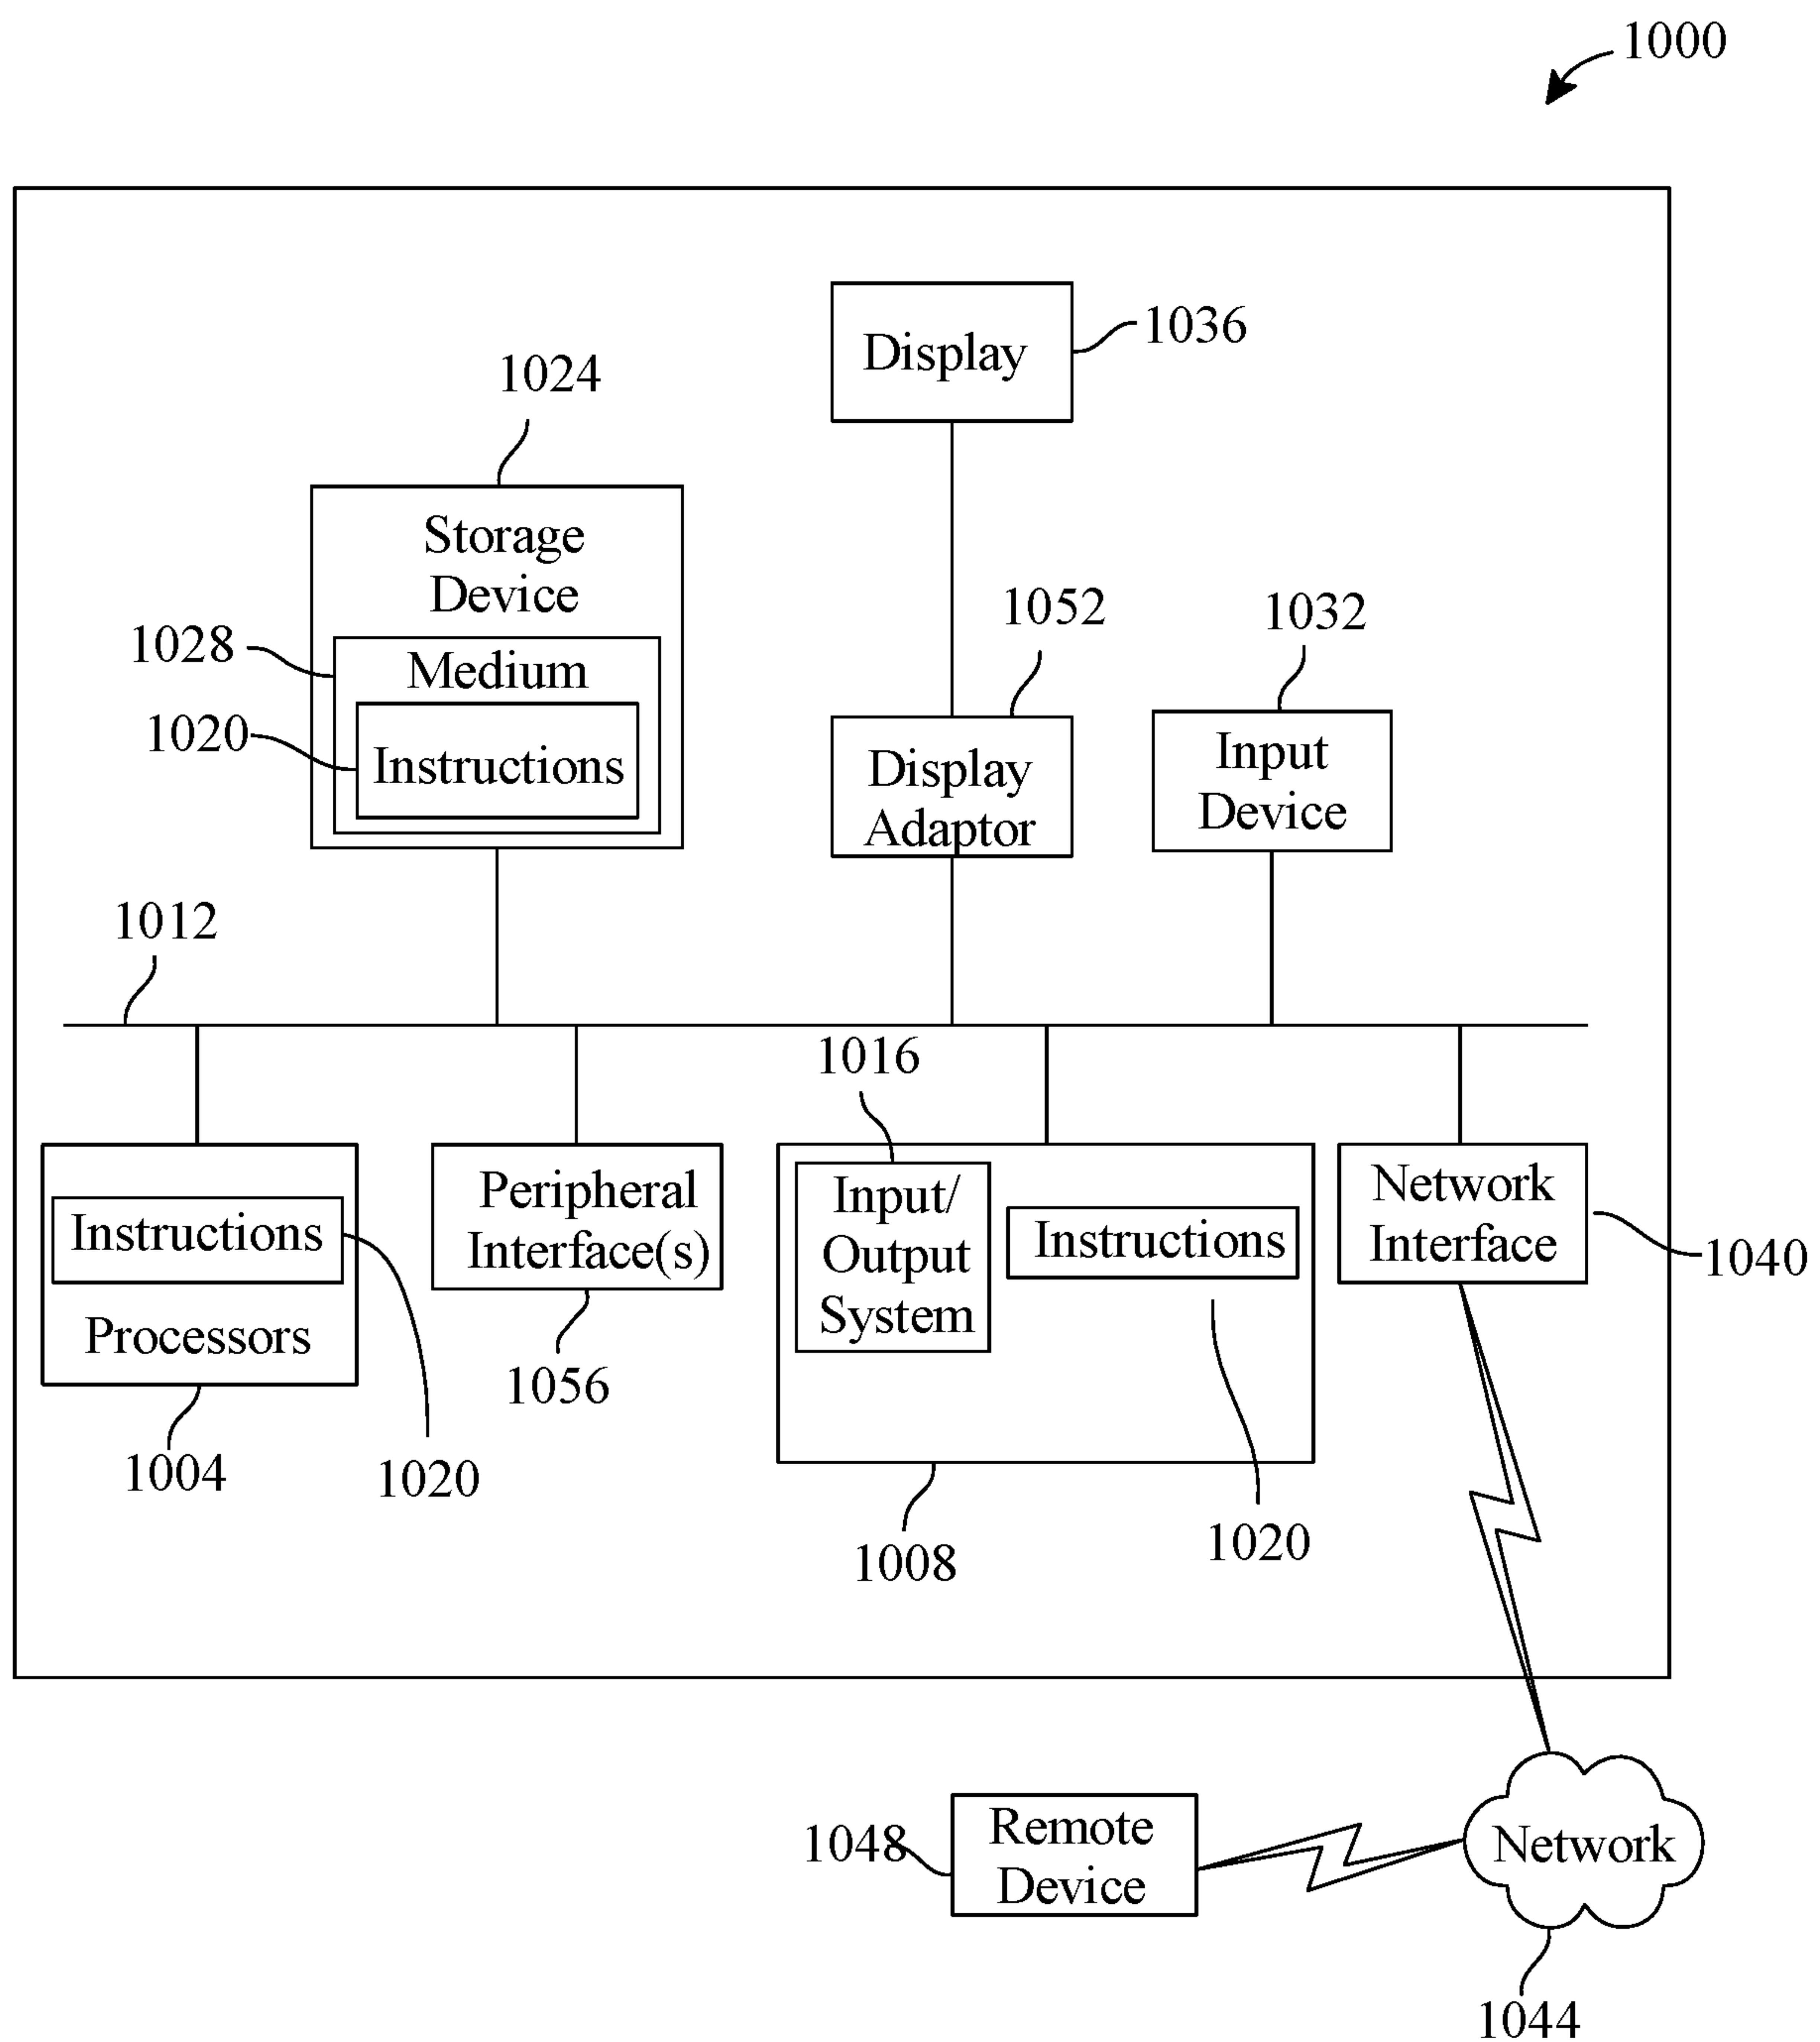 1000
Display
1036
1024
Storage
Device
1028
Medium
1020
Instructions
1052
Display
Adaptor
1032
Input
Device
1012
1016
Instructions
Processors
1004
1020
Peripheral
Interface(s)
1056
Input/
Output
System
Instructions
1008
1020
Network
Interface
1040
1048
Remote
Device
Network
1044